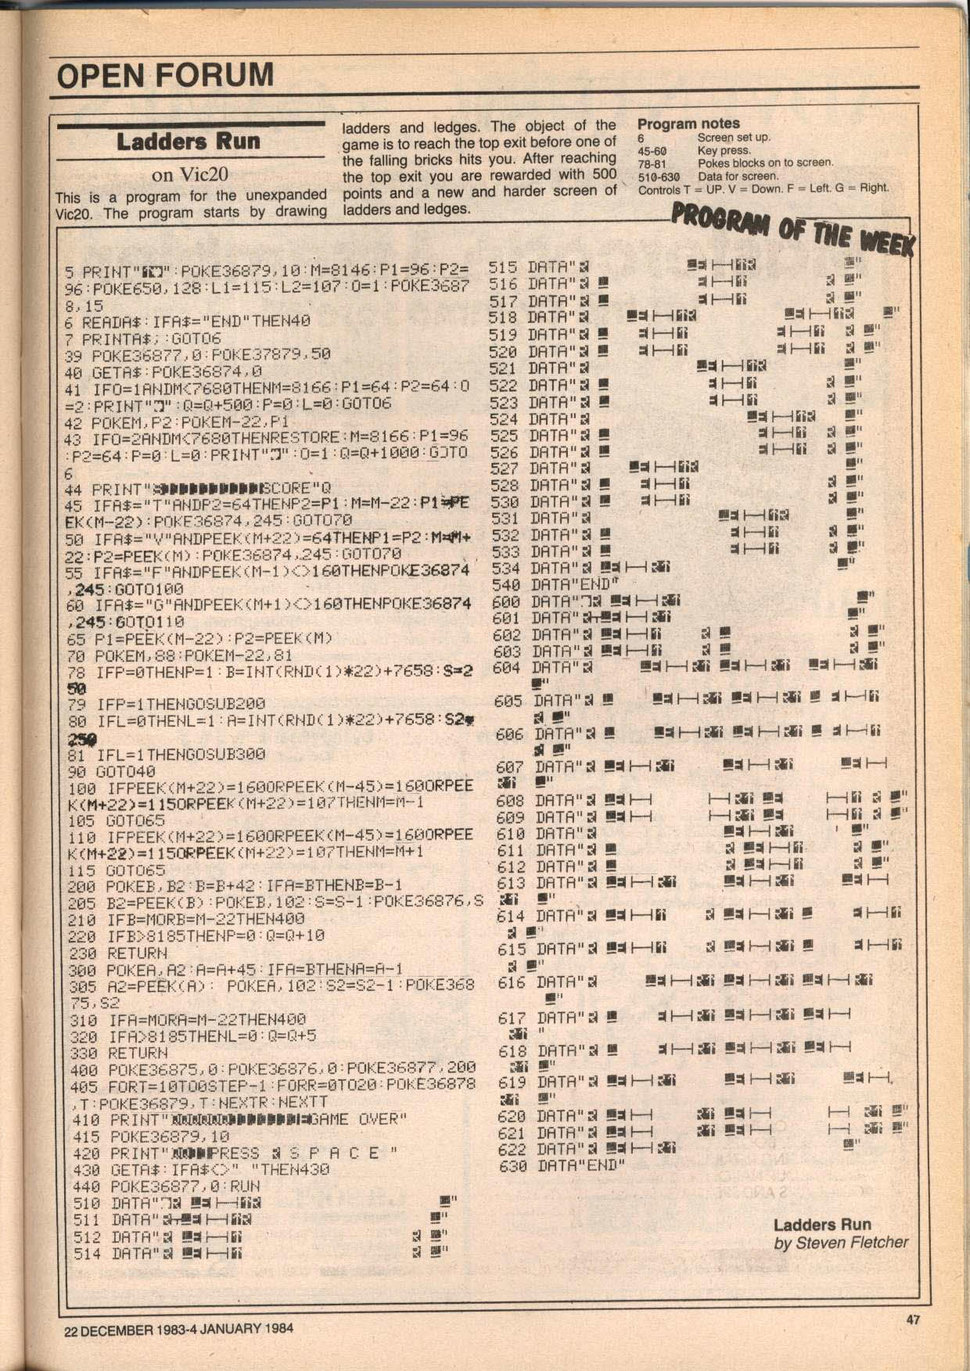 OPEN FORUM
Ladders Run
on Vic20
This is a program for the unexpanded
Vic20. The program starts by drawing
ladders and ledges. The object of the
game is to reach the top exit before one of
the falling bricks hits you. After reaching
the top exit you are rewarded with 500
points and a new and harder screen of
ladders and ledges.
Program notes
6 Screen set up.
45-60 Key press.
78-81 Pokes blocks on to screen.
510-630 Data for screen.
Controls T = UP. V = Down. F = Left. G = Right.
PROGRAM OF THE WEEK
5 PRINT" ":POKE36879,10:M=8146:P1=96:P2=
96:POKE650,128:L1=115:L2=107:O=1:POKE3687
8,15
6 READA$:IFA$="END"THEN40
7 PRINTA$;:GOTO6
39 POKE36877,0:POKE37879,50
40 GETA$:POKE36874,0
41 IFO=1ANDM<7680THENM=8166:P1=64:P2=64:O
=2:PRINT" ":Q=Q+500:P=0:L=0:GOTO6
42 POKEM,P2:POKEM-22,P1
43 IFO=2ANDM<7680THENRESTORE:M=8166:P1=96
:P2=64:P=0:L=0:PRINT" ":O=1:Q=Q+1000:GOTO
6
44 PRINT" SCORE"Q
45 IFA$="T"ANDP2=64THENP2=P1:M=M-22:P1=PE
EK(M-22):POKE36874,245:GOTO70
50 IFA$="V"ANDPEEK(M+22)=64THENP1=P2:M=M+
22:P2=PEEK(M):POKE36874,245:GOTO70
55 IFA$="F"ANDPEEK(M-1)<>160THENPOKE36874
,245:GOTO100
60 IFA$="G"ANDPEEK(M+1)<>160THENPOKE36874
,245:GOTO110
65 P1=PEEK(M-22):P2=PEEK(M)
70 POKEM,88:POKEM-22,81
78 IFP=0THENP=1:B=INT(RND(1)*22)+7658:S=2
50
79 IFP=1THENGOSUB200
80 IFL=0THENL=1:A=INT(RND(1)*22)+7658:S2=
250
81 IFL=1THENGOSUB300
90 GOTO40
100 IFPEEK(M+22)=160ORPEEK(M-45)=160ORPEE
K(M+22)=115ORPEEK(M+22)=107THENM=M-1
105 GOTO65
110 IFPEEK(M+22)=160ORPEEK(M-45)=160ORPEE
K(M+22)=115ORPEEK(M+22)=107THENM=M+1
115 GOTO65
200 POKEB,B2:B=B+42:IFA=BTHENB=B-1
205 B2=PEEK(B):POKEB,102:S=S-1:POKE36876,S
210 IFB=MORB=M-22THEN400
220 IFB>8185THENP=0:Q=Q+10
230 RETURN
300 POKEA,A2:A=A+45:IFA=BTHENA=A-1
305 A2=PEEK(A): POKEA,102:S2=S2-1:POKE368
75,S2
310 IFA=MORA=M-22THEN400
320 IFA>8185THENL=0:Q=Q+5
330 RETURN
400 POKE36875,0:POKE36876,0:POKE36877,200
405 FORT=10TO0STEP-1:FORR=0TO20:POKE36878
,T:POKE36879,T:NEXTR:NEXTT
410 PRINT" GAME OVER"
415 POKE36879,10
420 PRINT" PRESS S P A C E "
430 GETA$:IFA$<>" "THEN430
440 POKE36877,0:RUN
510 DATA" "
511 DATA" "
512 DATA" "
514 DATA" "
515 DATA" "
516 DATA" "
517 DATA" "
518 DATA" "
519 DATA" "
520 DATA" "
521 DATA" "
522 DATA" "
523 DATA" "
524 DATA" "
525 DATA" "
526 DATA" "
527 DATA" "
528 DATA" "
530 DATA" "
531 DATA" "
532 DATA" "
533 DATA" "
534 DATA" "
540 DATA"END"
600 DATA" "
601 DATA" "
602 DATA" "
603 DATA" "
604 DATA"
"
605 DATA"
"
606 DATA"
"
607 DATA"
"
608 DATA" "
609 DATA" "
610 DATA" "
611 DATA" "
612 DATA" "
613 DATA"
"
614 DATA"
"
615 DATA"
"
616 DATA"
"
617 DATA"
"
618 DATA"
"
619 DATA"
"
620 DATA" "
621 DATA" "
622 DATA" "
630 DATA"END"
Ladders Run
by Steven Fletcher
22 DECEMBER 1983-4 JANUARY 1984
47